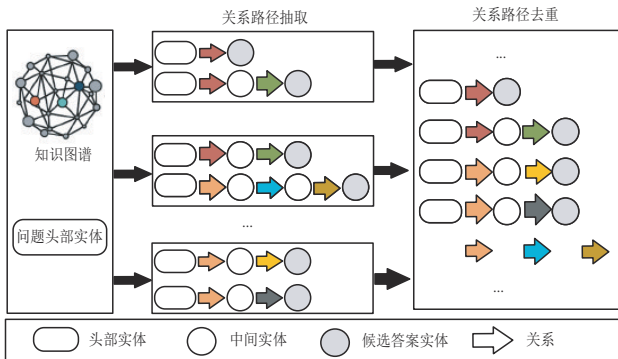 关系路径抽取
关系路径去重
...
知识图谱
问题头部实体
...
...
头部实体
中间实体
候选答案实体
关系